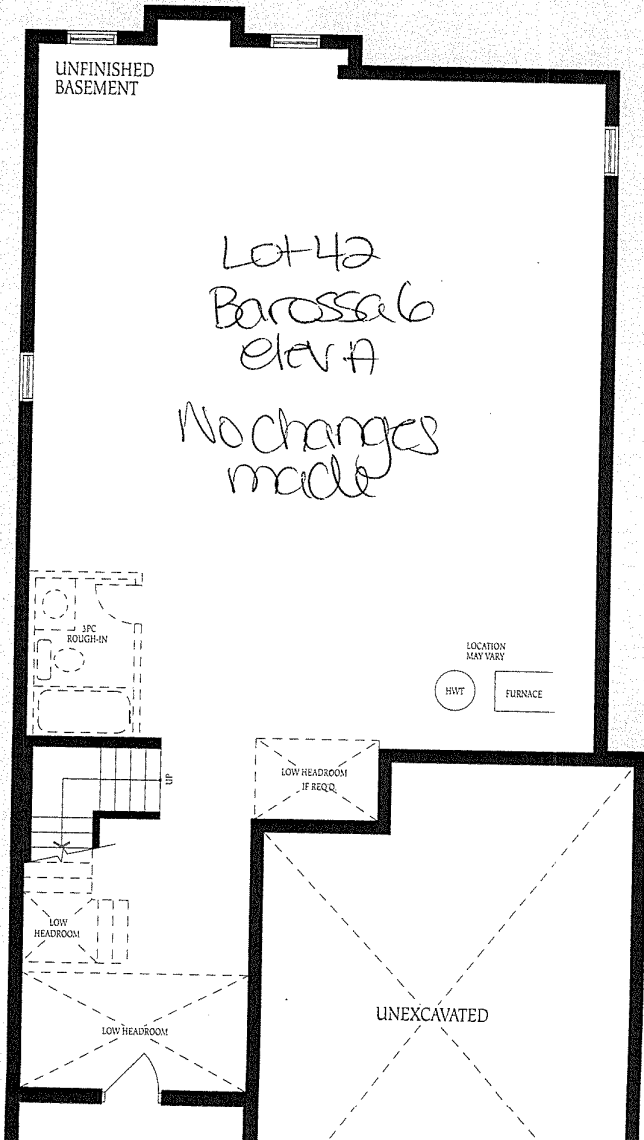 UNFINISHED
BASEMENT
Lot 42
Barossa 6
elev A
No changes
made
3PC
ROUGH-IN
LOCATION
MAY VARY
HWT
FURNACE
UP
LOW HEADROOM
IF REQ'D.
LOW
HEADROOM
LOW HEADROOM
UNEXCAVATED